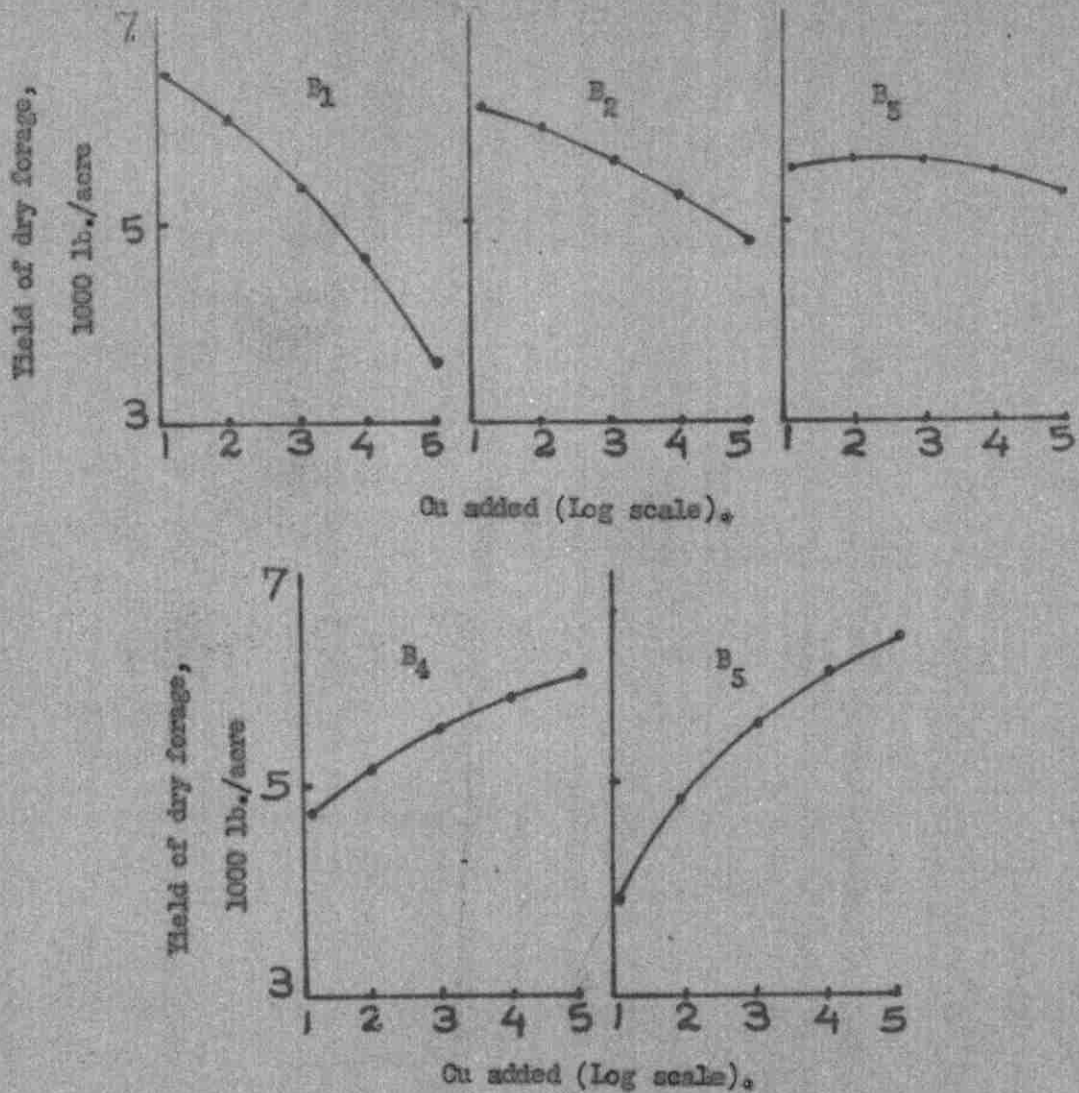 7
Yield of dry forage,
1000 lb./acre
5
3
B1
B2
B3
1 2 3 4 5
1 2 3 4 5
1 2 3 4 5
Cu added (Log scale).
7
Yield of dry forage,
1000 lb./acre
5
3
B4
B5
1 2 3 4 5
1 2 3 4 5
Cu added (Log scale).